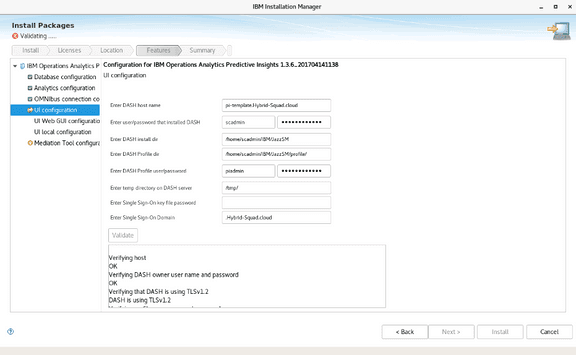 IBM Installation Manager
Install Packages
Validating .....
Install
Licenses
Location
Features
Summary
IBM Operations Analytics P
Database configuration
Analytics configuration
OMNIbus connection co
UI configuration
UI Web GUI configuratio
UI local configuration
Mediation Tool configura
Configuration for IBM Operations Analytics Predictive Insights 1.3.6._201704141138
UI configuration
Enter DASH host name
pi-template.Hybrid-Squad.cloud
Enter user/password that installed DASH
scadmin
Enter DASH install dir
/home/scadmin/IBM/JazzSM
Enter DASH Profile dir
/home/scadmin/IBM/JazzSM/profile/
Enter DASH Profile user/password
piadmin
Enter temp directory on DASH server
/tmp/
Enter Single Sign-On key file password
Enter Single Sign-On Domain
.Hybrid-Squad.cloud
Validate
Verifying host
OK
Verifying DASH owner user name and password
OK
Verifying that DASH is using TLSv1.2
DASH is using TLSv1.2
< Back
Next >
Install
Cancel